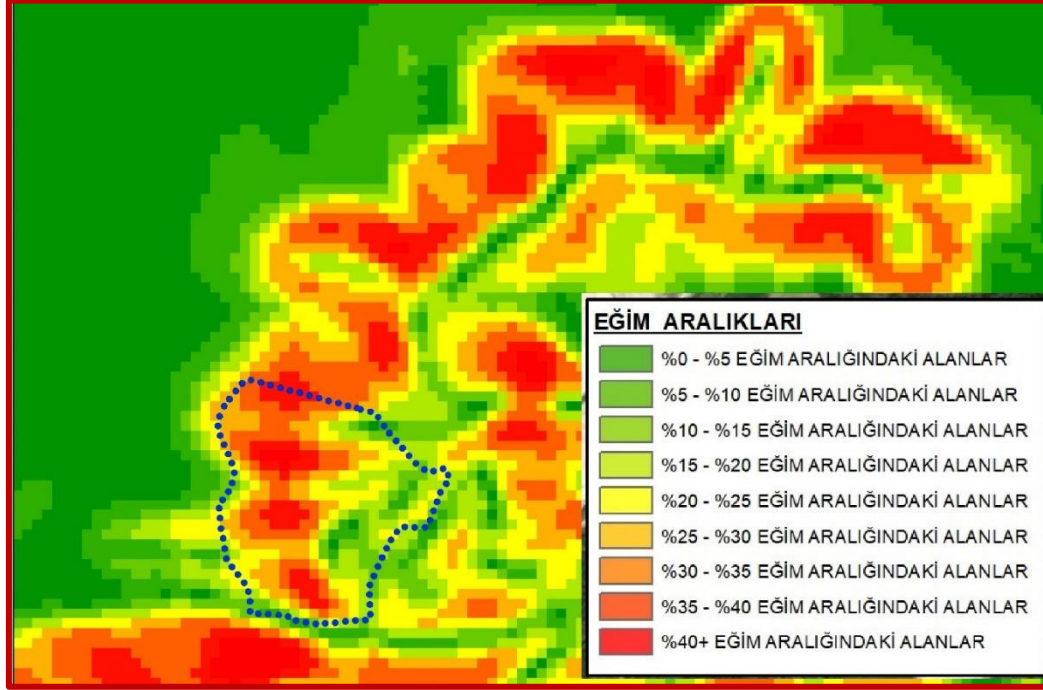 EĞİM ARALIKLARI
%0 - %5 EĞİM ARALIĞINDAKİ ALANLAR
%5 - %10 EĞİM ARALIĞINDAKİ ALANLAR
%10 - %15 EĞİM ARALIĞINDAKİ ALANLAR
%15 - %20 EĞİM ARALIĞINDAKİ ALANLAR
%20 - %25 EĞİM ARALIĞINDAKİ ALANLAR
%25 - %30 EĞİM ARALIĞINDAKİ ALANLAR
%30 - %35 EĞİM ARALIĞINDAKİ ALANLAR
%35 - %40 EĞİM ARALIĞINDAKİ ALANLAR
%40+ EĞİM ARALIĞINDAKİ ALANLAR